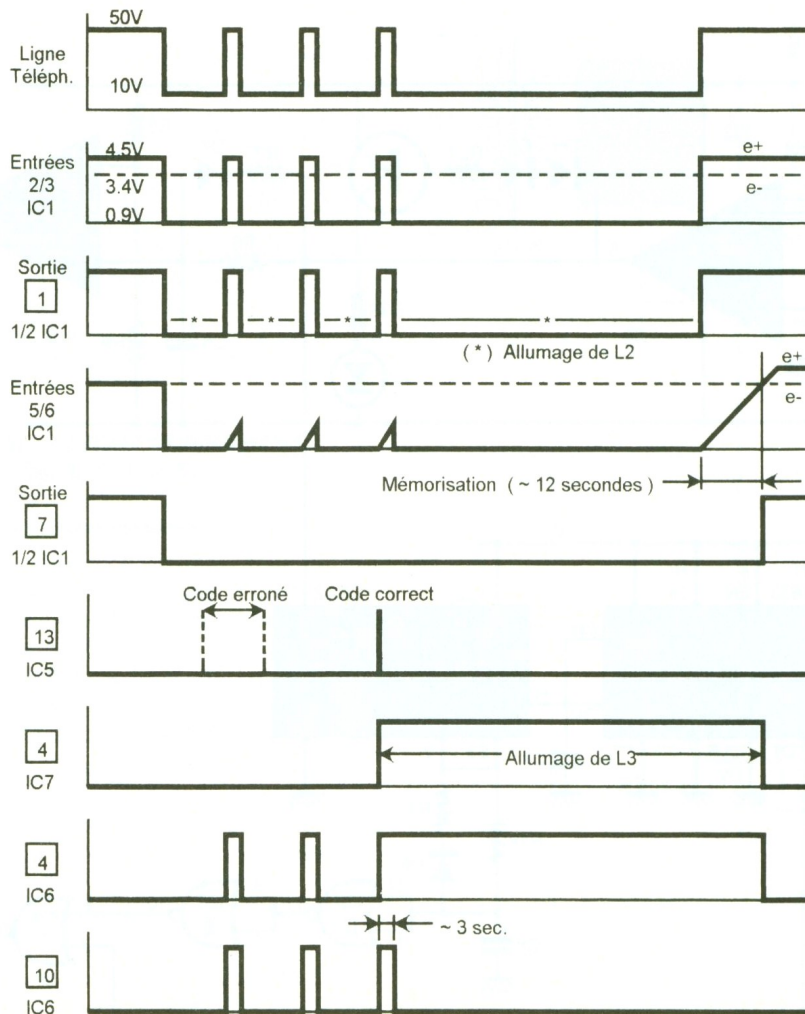 50V
Ligne
Téléph.
10V
4.5V
e+
Entrées
2/3
IC1
3.4V
e-
0.9V
Sortie
1
1/2 IC1
* * * *
( * ) Allumage de L2
e+
Entrées
5/6
IC1
e-
Mémorisation ( ~ 12 secondes )
Sortie
7
1/2 IC1
Code erroné Code correct
13
IC5
4
IC7
Allumage de L3
4
IC6
~ 3 sec.
10
IC6